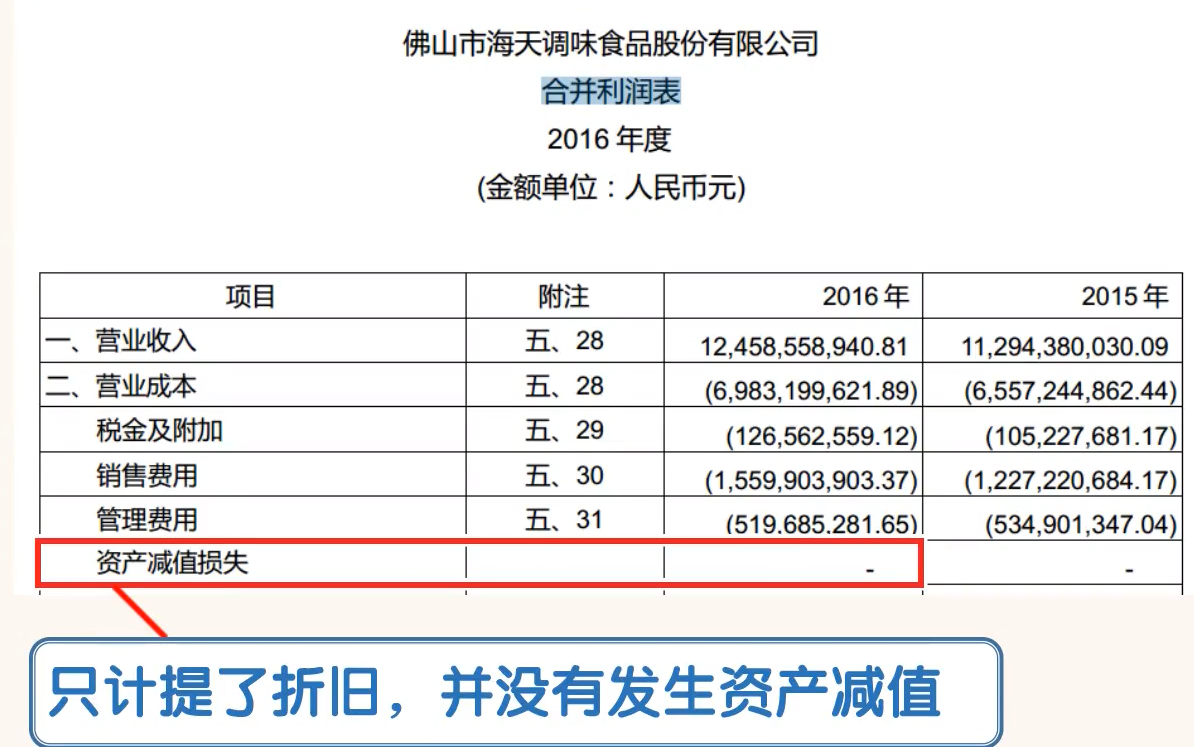 佛山市海天调味食品股份有限公司
合并利润表
2016 年度
(金额单位：人民币元)
项目 附注 2016 年 2015 年
一、营业收入 五、28 12,458,558,940.81 11,294,380,030.09
二、营业成本 五、28 (6,983,199,621.89) (6,557,244,862.44)
税金及附加 五、29 (126,562,559.12) (105,227,681.17)
销售费用 五、30 (1,559,903,903.37) (1,227,220,684.17)
管理费用 五、31 (519,685,281.65) (534,901,347.04)
资产减值损失 - -
只计提了折旧，并没有发生资产减值